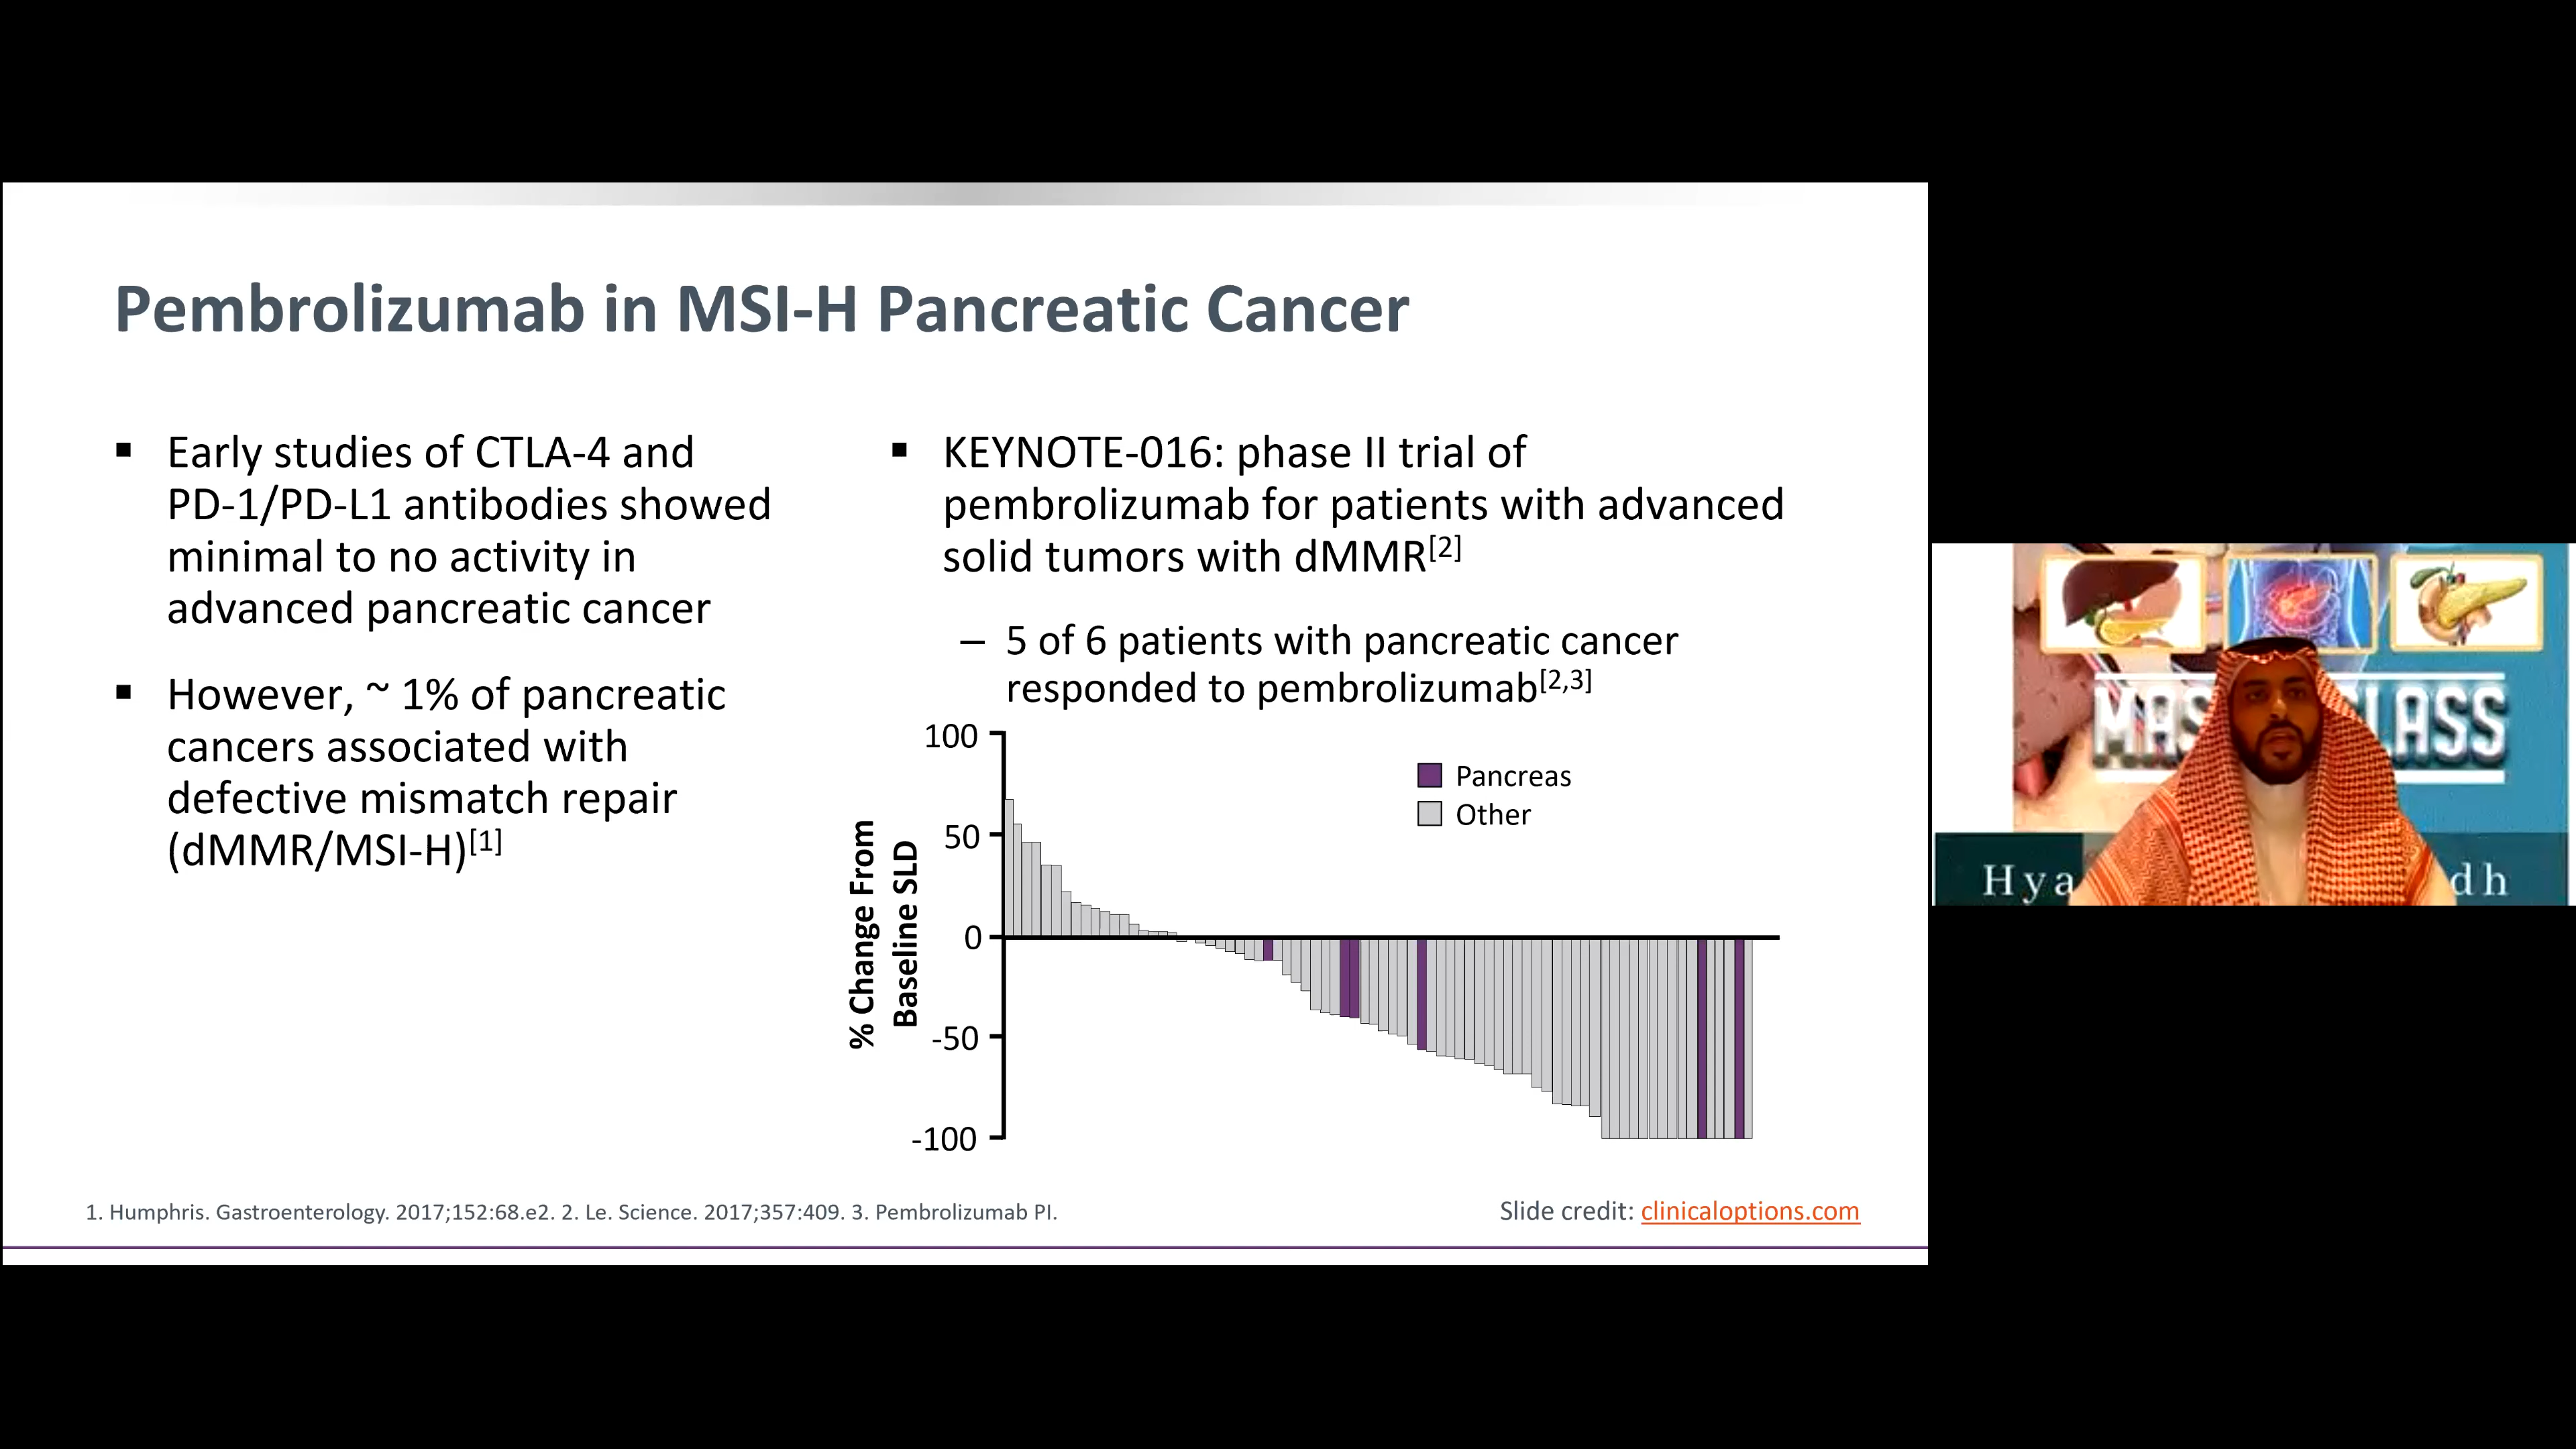 Pembrolizumab in MSI-H Pancreatic Cancer
▪ Early studies of CTLA-4 and
PD-1/PD-L1 antibodies showed
minimal to no activity in
advanced pancreatic cancer
▪ However, ~ 1% of pancreatic
cancers associated with
defective mismatch repair
(dMMR/MSI-H)[1]
▪ KEYNOTE-016: phase II trial of
pembrolizumab for patients with advanced
solid tumors with dMMR[2]
– 5 of 6 patients with pancreatic cancer
responded to pembrolizumab[2,3]
% Change From
Baseline SLD
100
50
0
-50
-100
Pancreas
Other
1. Humphris. Gastroenterology. 2017;152:68.e2. 2. Le. Science. 2017;357:409. 3. Pembrolizumab PI.
Slide credit: clinicaloptions.com